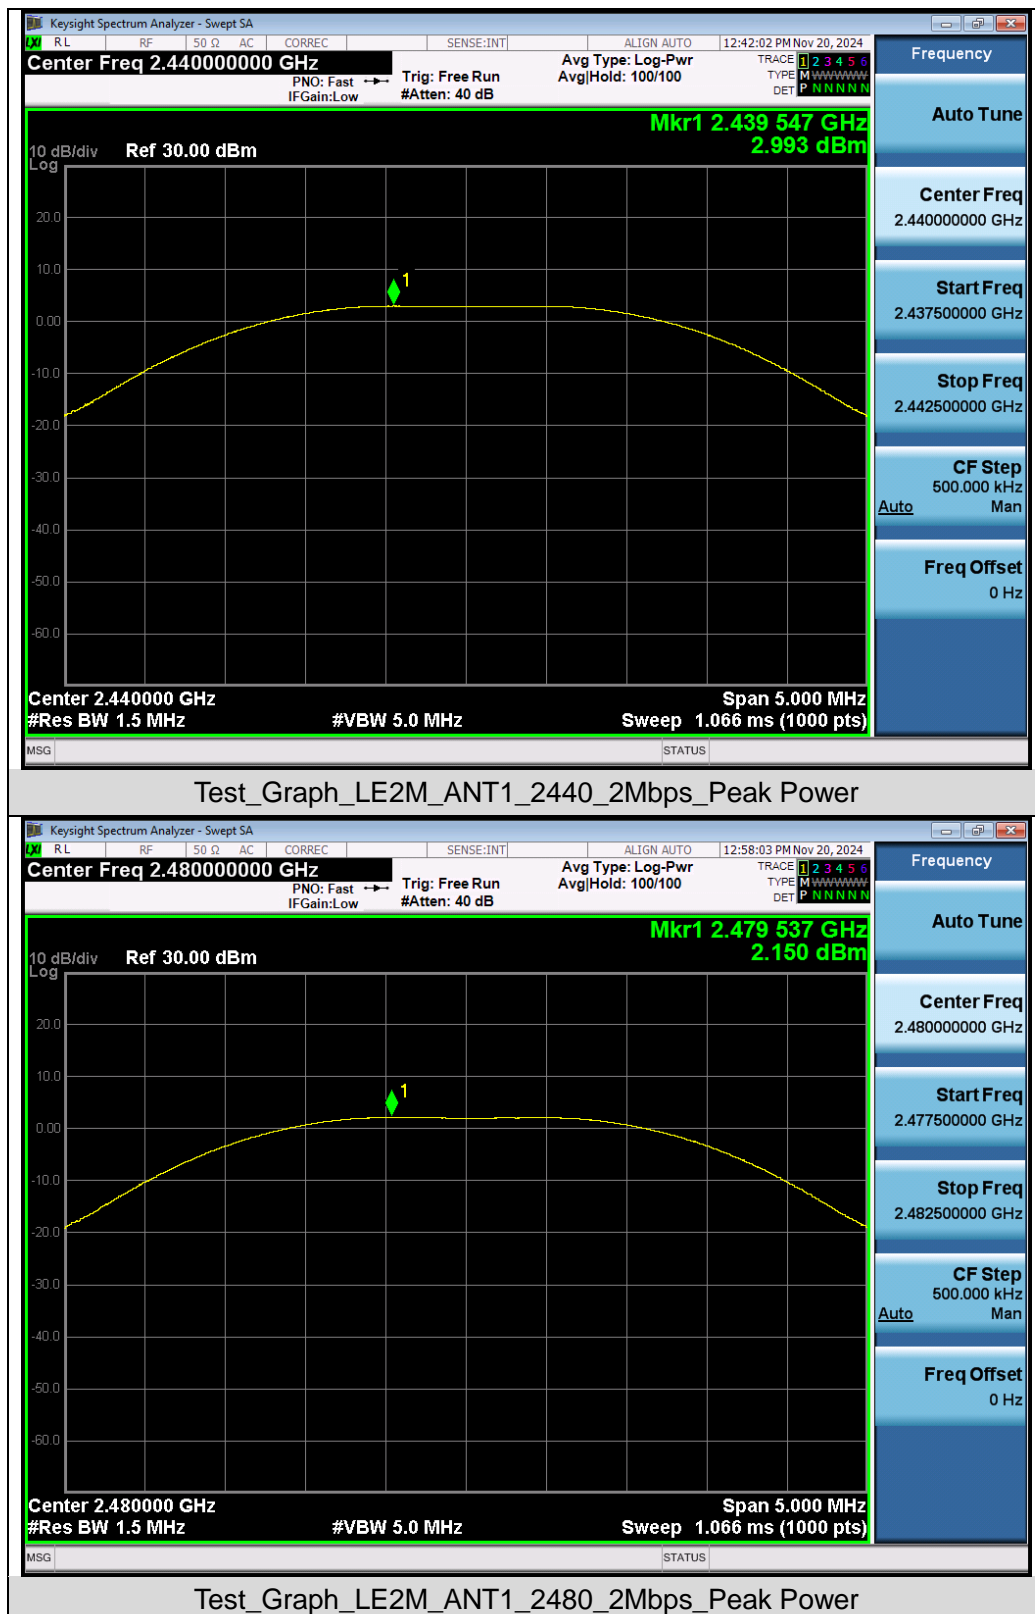 Keysight Spectrum Analyzer - Swept SA
LXI RL RF 50 Ω AC CORREC SENSE:INT ALIGN AUTO 12:42:02 PM Nov 20, 2024
Center Freq 2.440000000 GHz
PNO: Fast
IFGain:Low
Trig: Free Run
#Atten: 40 dB
Avg Type: Log-Pwr
Avg|Hold: 100/100
TRACE 1 2 3 4 5 6
TYPE M W W W W W
DET P N N N N N
Frequency
Mkr1 2.439 547 GHz
2.993 dBm
10 dB/div Ref 30.00 dBm
Log
20.0
10.0
0.00
-10.0
-20.0
-30.0
-40.0
-50.0
-60.0
1
Center 2.440000 GHz Span 5.000 MHz
#Res BW 1.5 MHz #VBW 5.0 MHz Sweep 1.066 ms (1000 pts)
MSG STATUS
Auto Tune
Center Freq
2.440000000 GHz
Start Freq
2.437500000 GHz
Stop Freq
2.442500000 GHz
CF Step
500.000 kHz
Auto Man
Freq Offset
0 Hz
Test_Graph_LE2M_ANT1_2440_2Mbps_Peak Power
Keysight Spectrum Analyzer - Swept SA
LXI RL RF 50 Ω AC CORREC SENSE:INT ALIGN AUTO 12:58:03 PM Nov 20, 2024
Center Freq 2.480000000 GHz
PNO: Fast
IFGain:Low
Trig: Free Run
#Atten: 40 dB
Avg Type: Log-Pwr
Avg|Hold: 100/100
TRACE 1 2 3 4 5 6
TYPE M W W W W W
DET P N N N N N
Frequency
Mkr1 2.479 537 GHz
2.150 dBm
10 dB/div Ref 30.00 dBm
Log
20.0
10.0
0.00
-10.0
-20.0
-30.0
-40.0
-50.0
-60.0
1
Center 2.480000 GHz Span 5.000 MHz
#Res BW 1.5 MHz #VBW 5.0 MHz Sweep 1.066 ms (1000 pts)
MSG STATUS
Auto Tune
Center Freq
2.480000000 GHz
Start Freq
2.477500000 GHz
Stop Freq
2.482500000 GHz
CF Step
500.000 kHz
Auto Man
Freq Offset
0 Hz
Test_Graph_LE2M_ANT1_2480_2Mbps_Peak Power